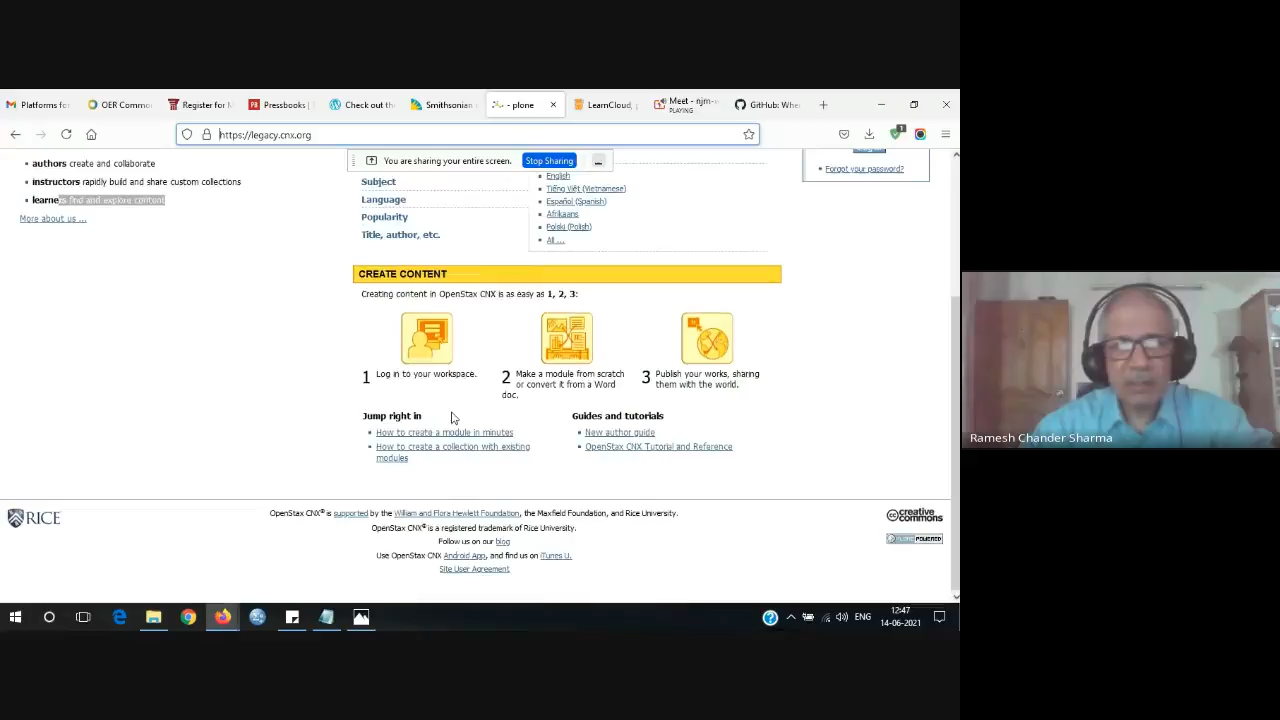 Platforms fo
OER Commo
Register for M
Pressbooks |
Check out the
Smithsonian
- plone
LearnCloud,
Meet - njm-
PLAYING
GitHub: Whe
https://legacy.cnx.org
You are sharing your entire screen.
Stop Sharing
authors create and collaborate
instructors rapidly build and share custom collections
learners find and explore content
More about us ...
Subject
Language
Popularity
Title, author, etc.
English
Tiếng Việt (Vietnamese)
Español (Spanish)
Afrikaans
Polski (Polish)
All ...
Forgot your password?
CREATE CONTENT
Creating content in OpenStax CNX is as easy as 1, 2, 3:
1 Log in to your workspace.
2 Make a module from scratch
or convert it from a Word
doc.
3 Publish your works, sharing
them with the world.
Jump right in
How to create a module in minutes
How to create a collection with existing
modules
Guides and tutorials
New author guide
OpenStax CNX Tutorial and Reference
RICE
OpenStax CNX® is supported by William and Flora Hewlett Foundation, the Maxfield Foundation, and Rice University.
OpenStax CNX® is a registered trademark of Rice University.
Follow us on our blog
Use OpenStax CNX Android App, and find us on iTunes U.
Site User Agreement
creative
commons
PLONE POWERED
Ramesh Chander Sharma
ENG
12:47
14-06-2021